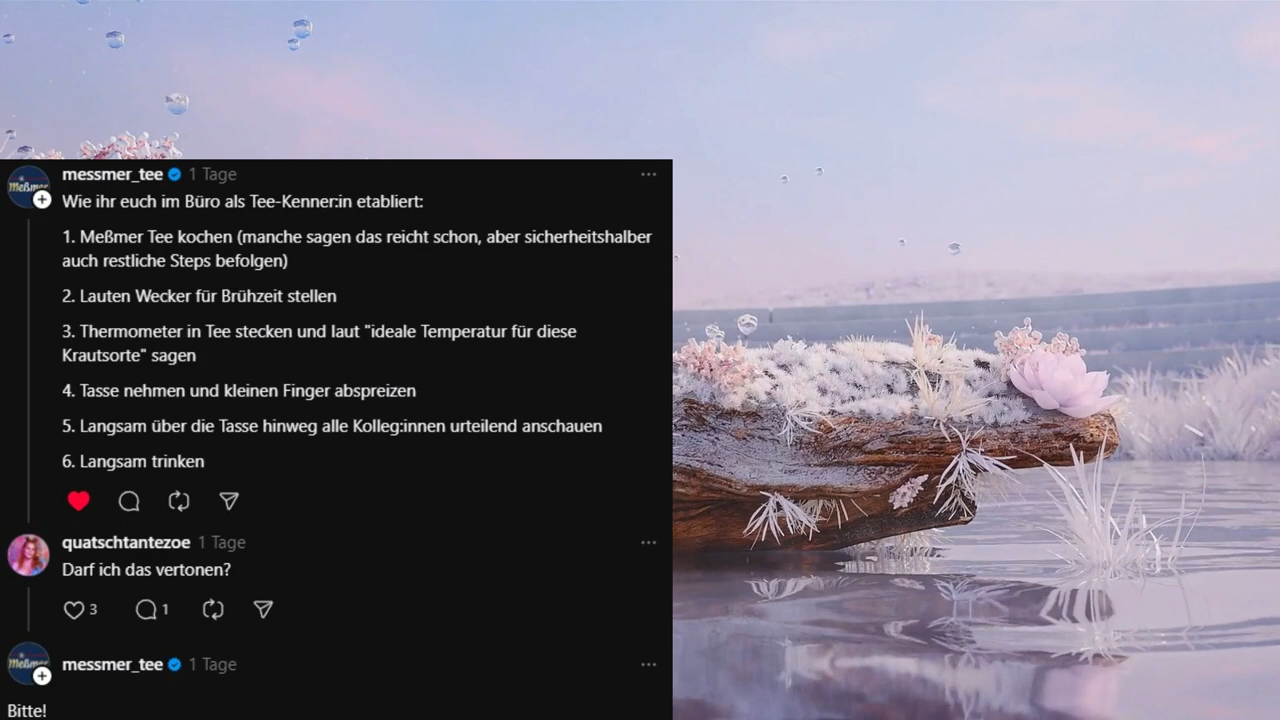 messmer_tee 1 Tage
Wie ihr euch im Büro als Tee-Kenner:in etabliert:
1. Meßmer Tee kochen (manche sagen das reicht schon, aber sicherheitshalber
auch restliche Steps befolgen)
2. Lauten Wecker für Brühzeit stellen
3. Thermometer in Tee stecken und laut "ideale Temperatur für diese
Krautsorte" sagen
4. Tasse nehmen und kleinen Finger abspreizen
5. Langsam über die Tasse hinweg alle Kolleg:innen urteilend anschauen
6. Langsam trinken
quatschtantezoe 1 Tage
Darf ich das vertonen?
3 1
messmer_tee 1 Tage
Bitte!
Meßmer
Meßmer